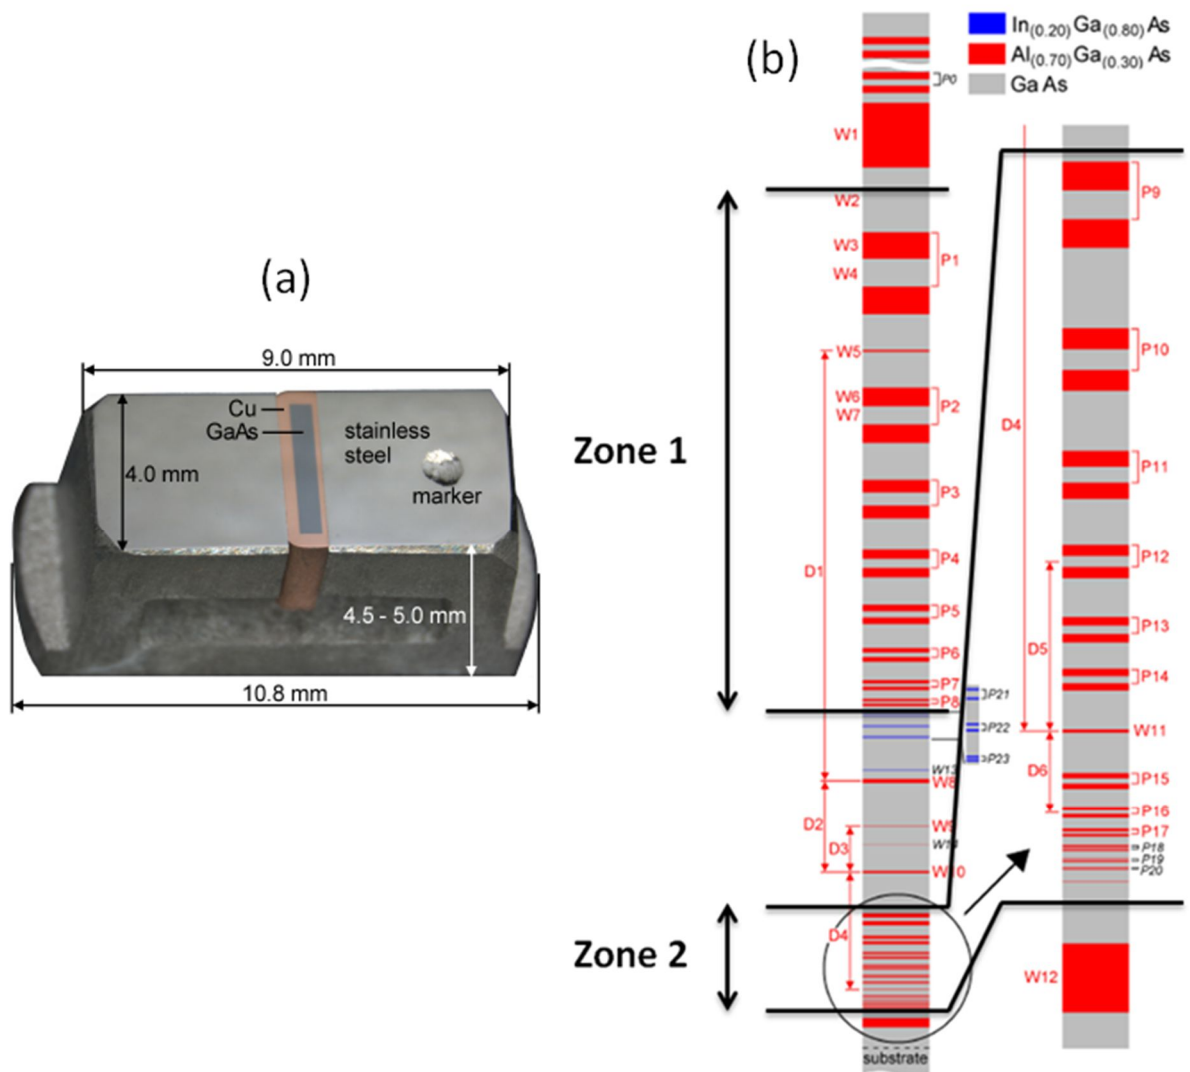 (a)
9.0 mm
Cu
GaAs
stainless
steel
4.0 mm
marker
4.5 - 5.0 mm
10.8 mm
(b)
In(0.20)Ga(0.80)As
Al(0.70)Ga(0.30)As
GaAs
P0
W1
W2
W3
P1
W4
W5
W6
P2
W7
P3
Zone 1
P4
D1
P5
P6
P7
P8
W13
W8
D2
W9
D3
W14
W10
D4
Zone 2
substrate
P21
P22
P23
P9
P10
D4
P11
P12
D5
P13
P14
W11
D6
P15
P16
P17
P18
P19
P20
W12